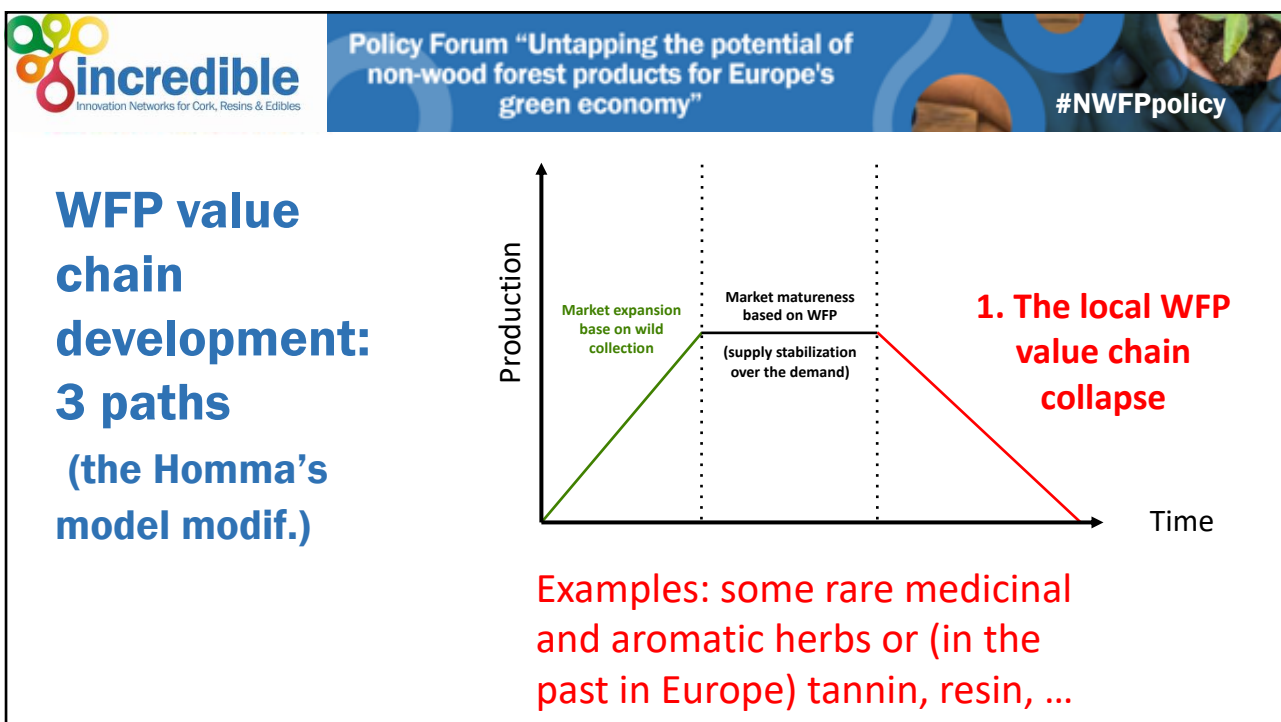 incredible
Innovation Networks for Cork, Resins & Edibles
Policy Forum “Untapping the potential of
non-wood forest products for Europe's
green economy”
#NWFPpolicy
WFP value
chain
development:
3 paths
(the Homma’s
model modif.)
Production
Market expansion
base on wild
collection
Market matureness
based on WFP
(supply stabilization
over the demand)
1. The local WFP
value chain
collapse
Time
Examples: some rare medicinal
and aromatic herbs or (in the
past in Europe) tannin, resin, …